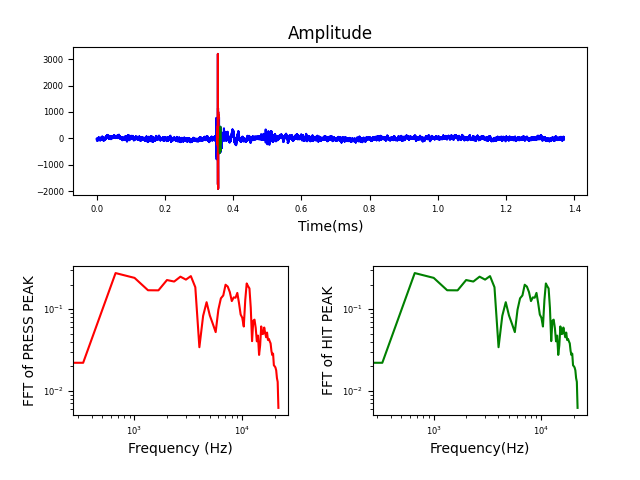 Amplitude
3000
2000
1000
0
−1000
−2000
0.0 0.2 0.4 0.6 0.8 1.0 1.2 1.4
Time(ms)
FFT of PRESS PEAK
10⁻¹
10⁻²
10³ 10⁴
Frequency (Hz)
FFT of HIT PEAK
10⁻¹
10⁻²
10³ 10⁴
Frequency(Hz)